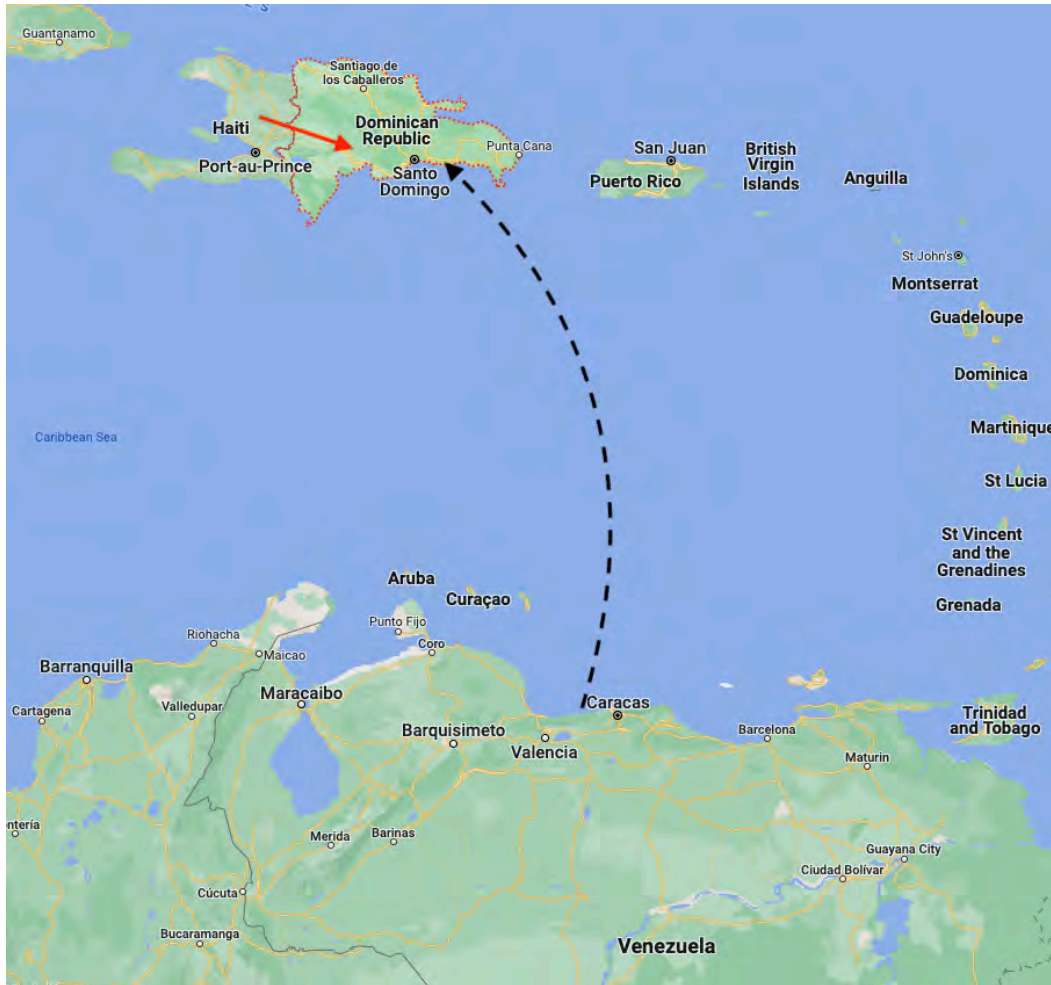 Guantanamo
Santiago de
los Caballeros
Haiti
Dominican
Republic
Punta Cana
Port-au-Prince
Santo
Domingo
San Juan
Puerto Rico
British
Virgin
Islands
Anguilla
St John's
Montserrat
Guadeloupe
Dominica
Martinique
St Lucia
St Vincent
and the
Grenadines
Grenada
Caribbean Sea
Aruba
Curaçao
Punto Fijo
Coro
Riohacha
Maicao
Barranquilla
Cartagena
Valledupar
Maracaibo
Caracas
Barquisimeto
Valencia
Barcelona
Maturin
Trinidad
and Tobago
ontería
Merida
Barinas
Guayana City
Ciudad Bolívar
Cúcuta
Bucaramanga
Venezuela